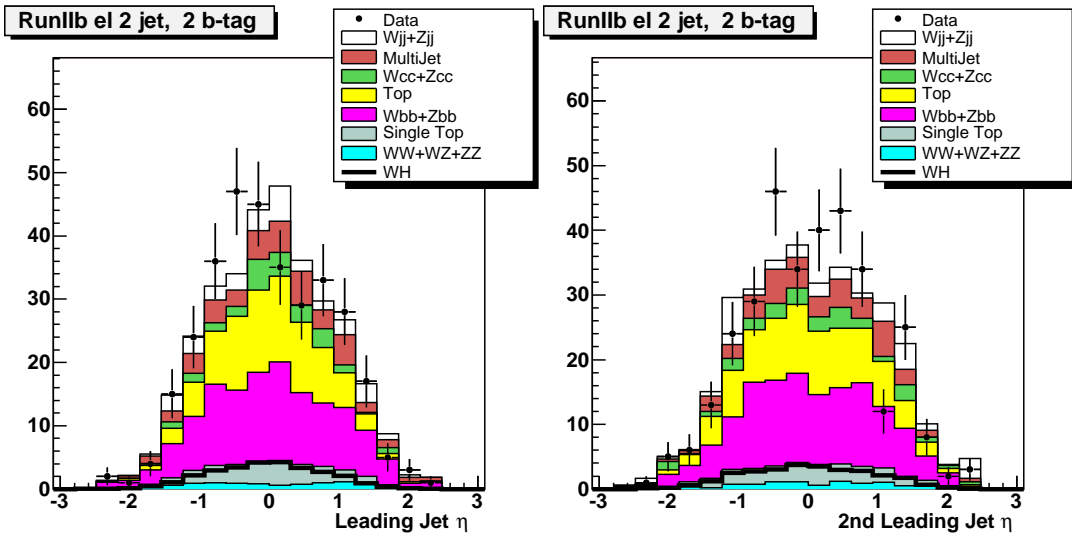 RunIIb el 2 jet, 2 b-tag
Data
Wjj+Zjj
MultiJet
Wcc+Zcc
Top
Wbb+Zbb
Single Top
WW+WZ+ZZ
WH
60
50
40
30
20
10
0
-3 -2 -1 0 1 2 3
Leading Jet η
RunIIb el 2 jet, 2 b-tag
Data
Wjj+Zjj
MultiJet
Wcc+Zcc
Top
Wbb+Zbb
Single Top
WW+WZ+ZZ
WH
60
50
40
30
20
10
0
-3 -2 -1 0 1 2 3
2nd Leading Jet η